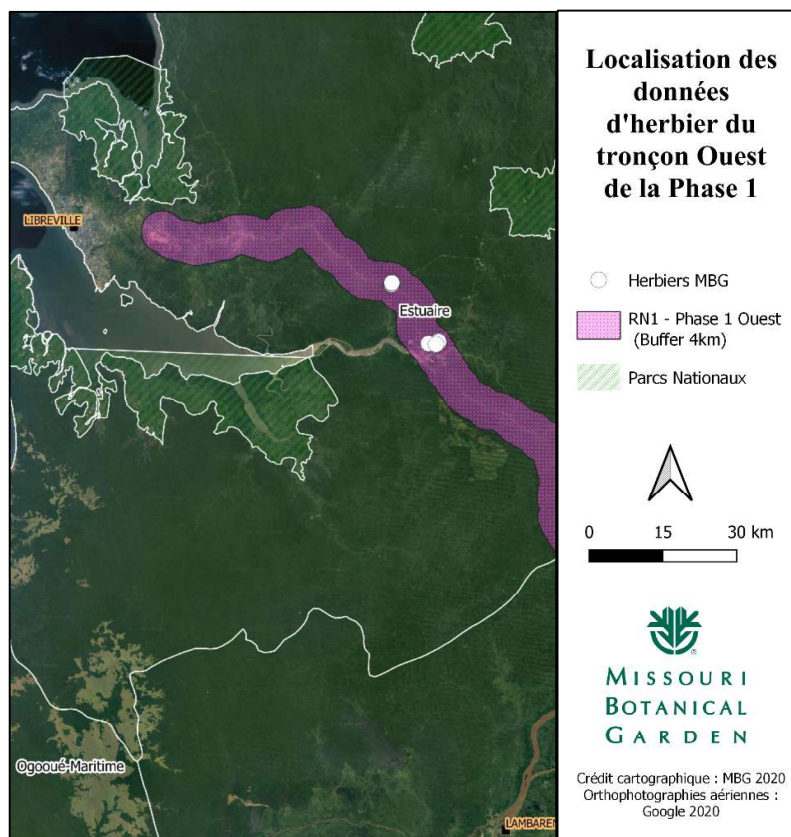 Localisation des
données
d'herbier du
tronçon Ouest
de la Phase 1
Herbiers MBG
RN1 - Phase 1 Ouest
(Buffer 4km)
Parcs Nationaux
0 15 30 km
®
MISSOURI
BOTANICAL
GARDEN
Crédit cartographique : MBG 2020
Orthophotographies aériennes :
Google 2020
LIBREVILLE
Estuaire
Ogooué-Maritime
LAMBAREN